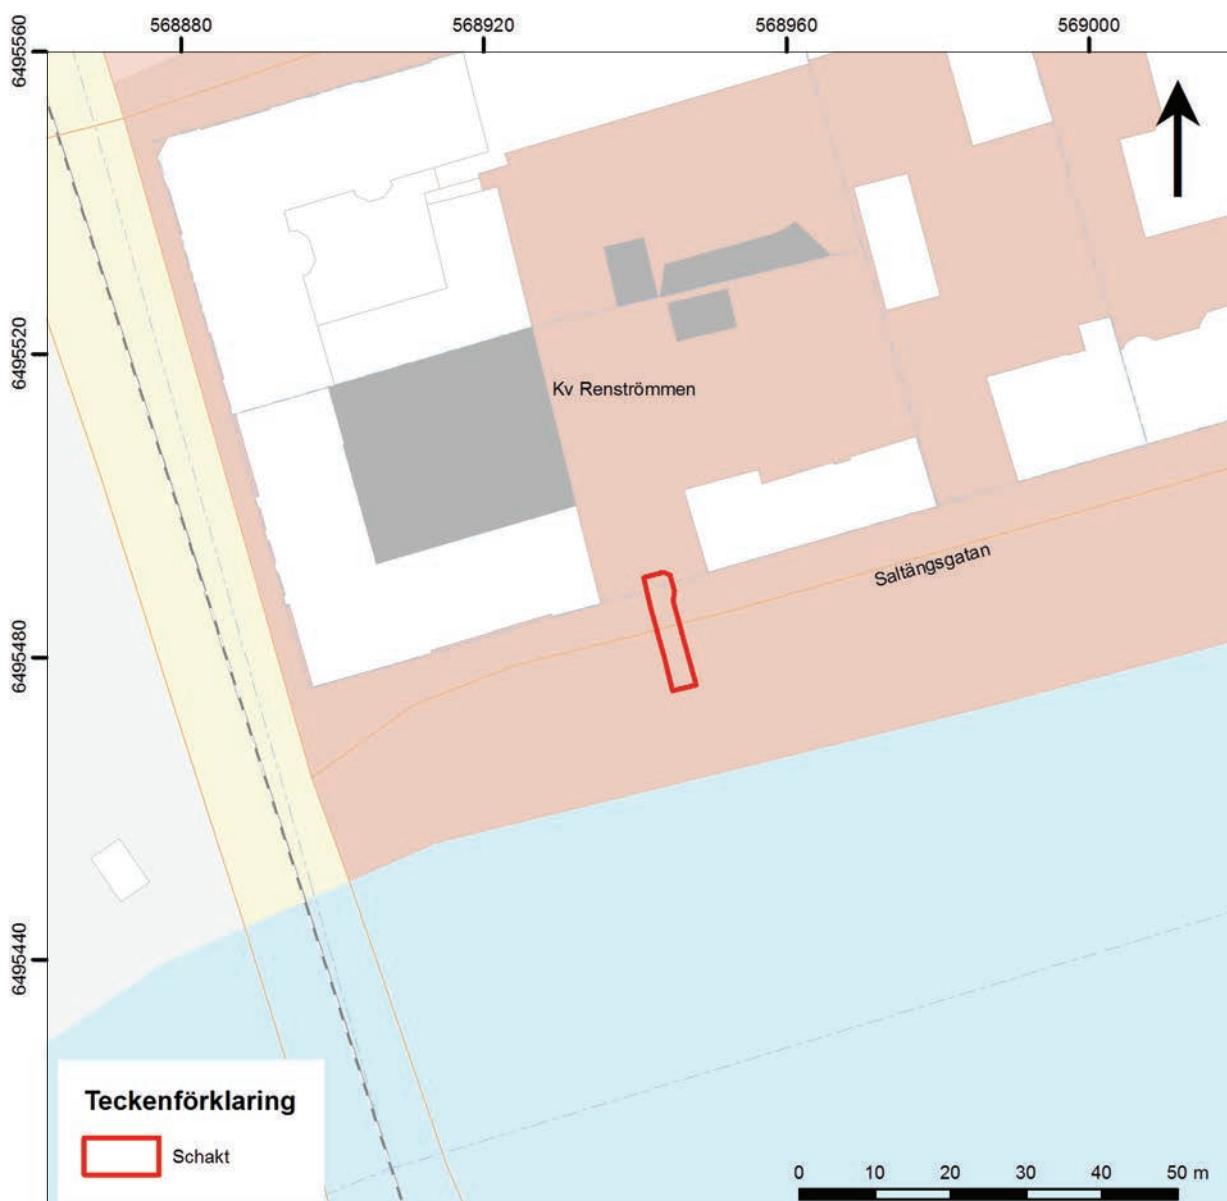 568880 568920 568960 569000
6495560
6495520
Kv Renströmmen
Saltängsgatan
6495480
6495440
Teckenförklaring
Schakt
0 10 20 30 40 50 m